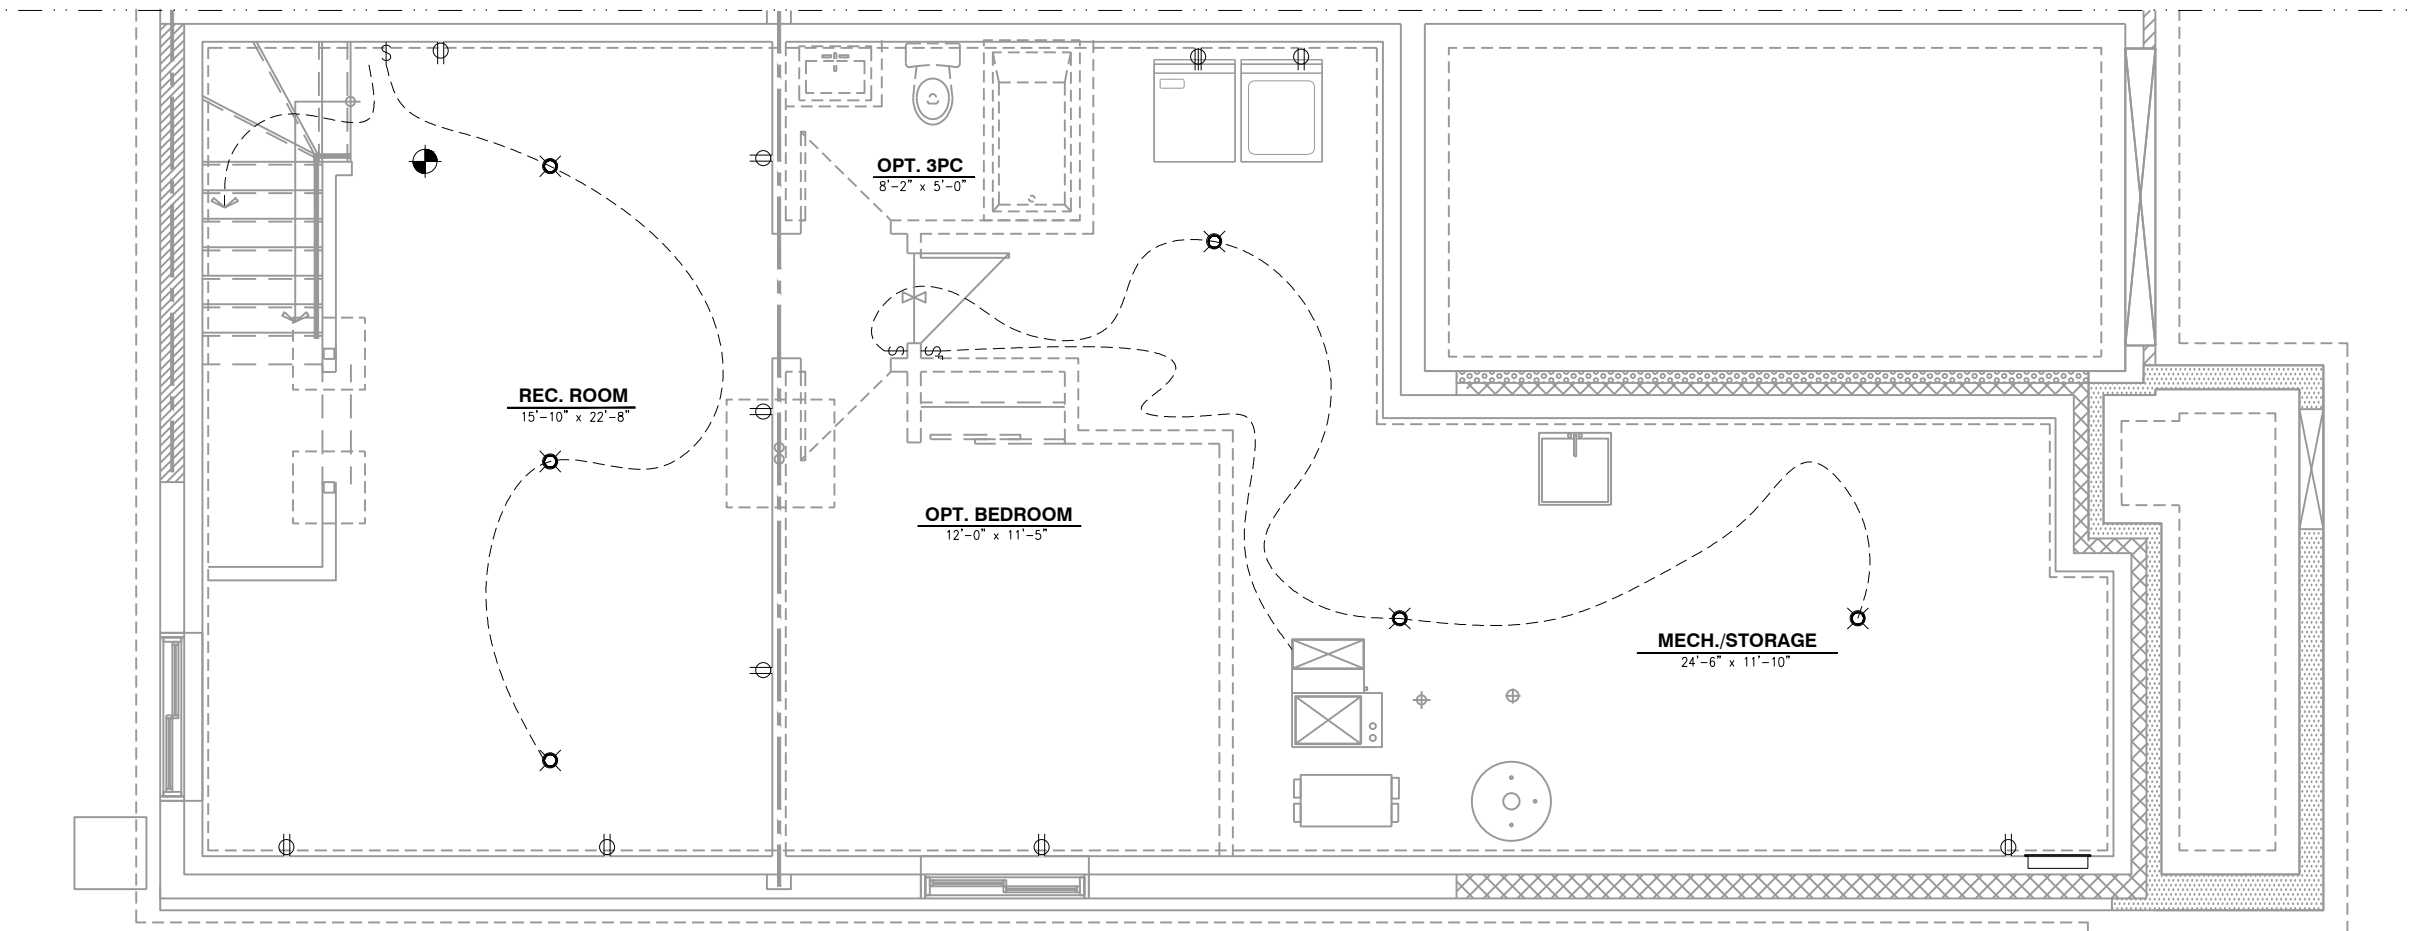 S
OPT. 3PC
8'-2" x 5'-0"
S S
REC. ROOM
15'-10" x 22'-8"
OPT. BEDROOM
12'-0" x 11'-5"
MECH./STORAGE
24'-6" x 11'-10"